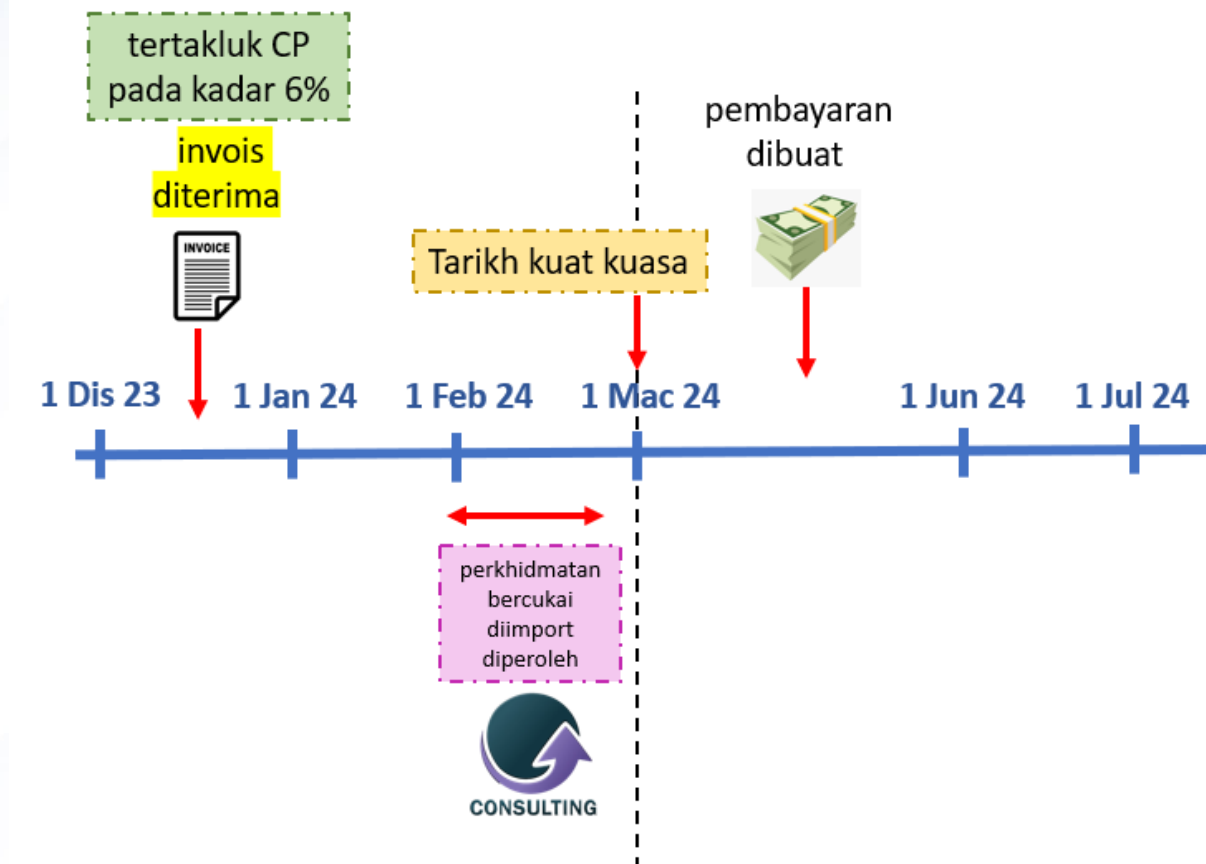 tertakluk CP
pada kadar 6%
invois
diterima
INVOICE
pembayaran
dibuat
Tarikh kuat kuasa
1 Dis 23
1 Jan 24
1 Feb 24
1 Mac 24
1 Jun 24
1 Jul 24
perkhidmatan
bercukai
diimport
diperoleh
CONSULTING